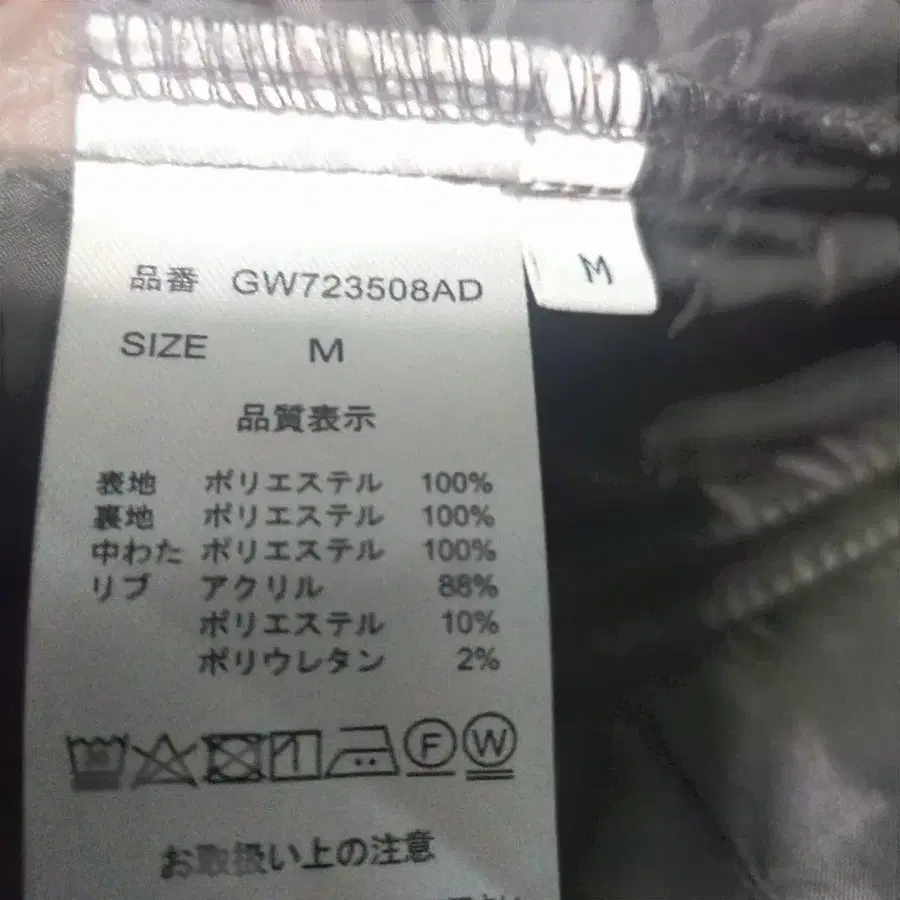 品番 GW723508AD
M
SIZE M
品質表示
表地 ポリエステル 100%
裏地 ポリエステル 100%
中わた ポリエステル 100%
リブ アクリル 88%
ポリエステル 10%
ポリウレタン 2%
F W
お取扱い上の注意